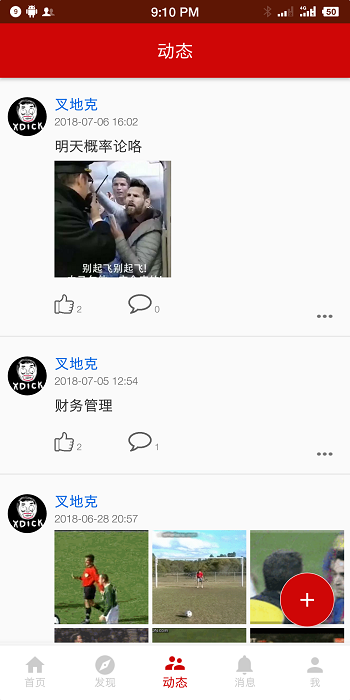 9:10 PM
4G
50
动态
叉地克
2018-07-06 16:02
XDICK
明天概率论咯
别起飞别起飞!
2
0
叉地克
2018-07-05 12:54
XDICK
财务管理
2
1
叉地克
2018-06-28 20:57
XDICK
首页
发现
动态
消息
我